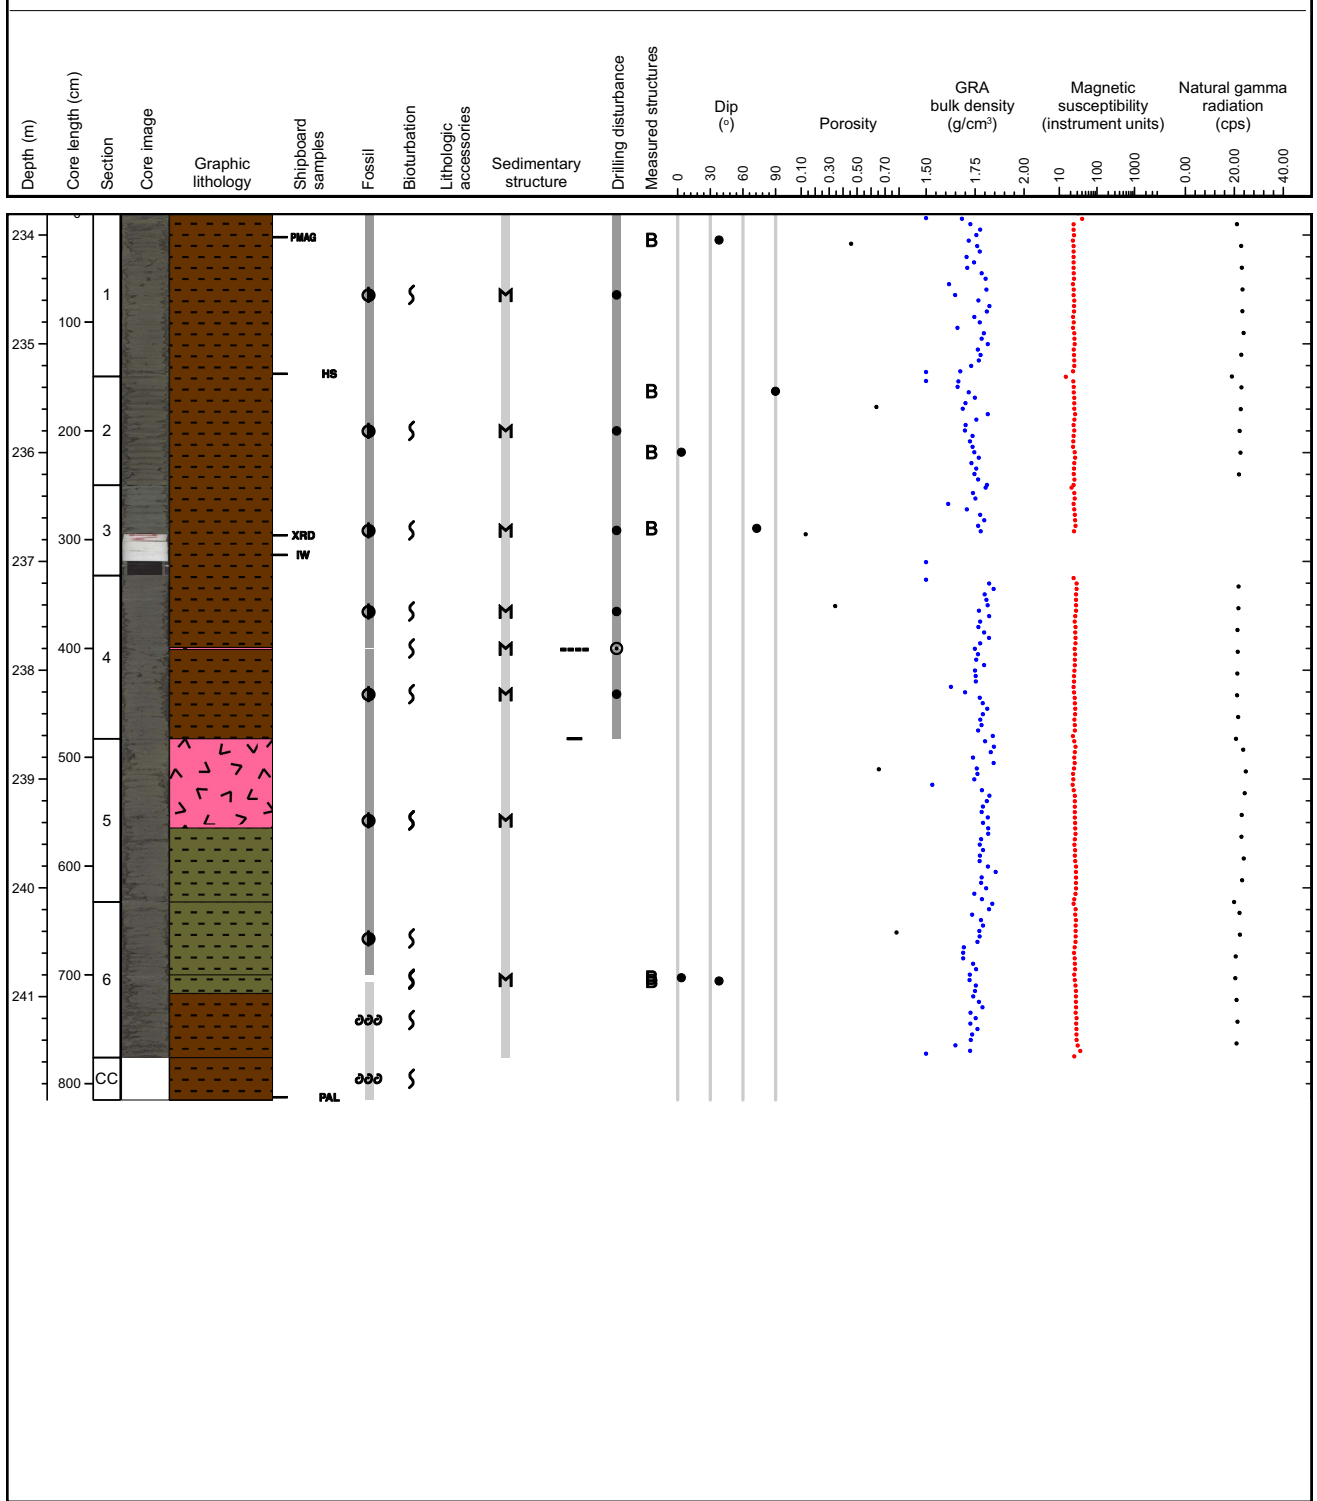 Depth (m)
Core length (cm)
Section
Core image
Graphic
lithology
Shipboard
samples
Fossil
Bioturbation
Lithologic
accessories
Sedimentary
structure
Drilling disturbance
Measured structures
Dip
(o)
0 30 60 90
Porosity
0.10 0.30 0.50 0.70
GRA
bulk density
(g/cm3)
1.50 1.75 2.00
Magnetic
susceptibility
(instrument units)
10 100 1000
Natural gamma
radiation
(cps)
0.00 20.00 40.00
234
PMAG
B
1
M
100
235
HS
B
2
200
M
236
B
3
M
B
300
XRD
IW
237
M
400
4
M
238
M
500
239
5
M
600
240
700
6
M
B
B
241
CC
800
PAL